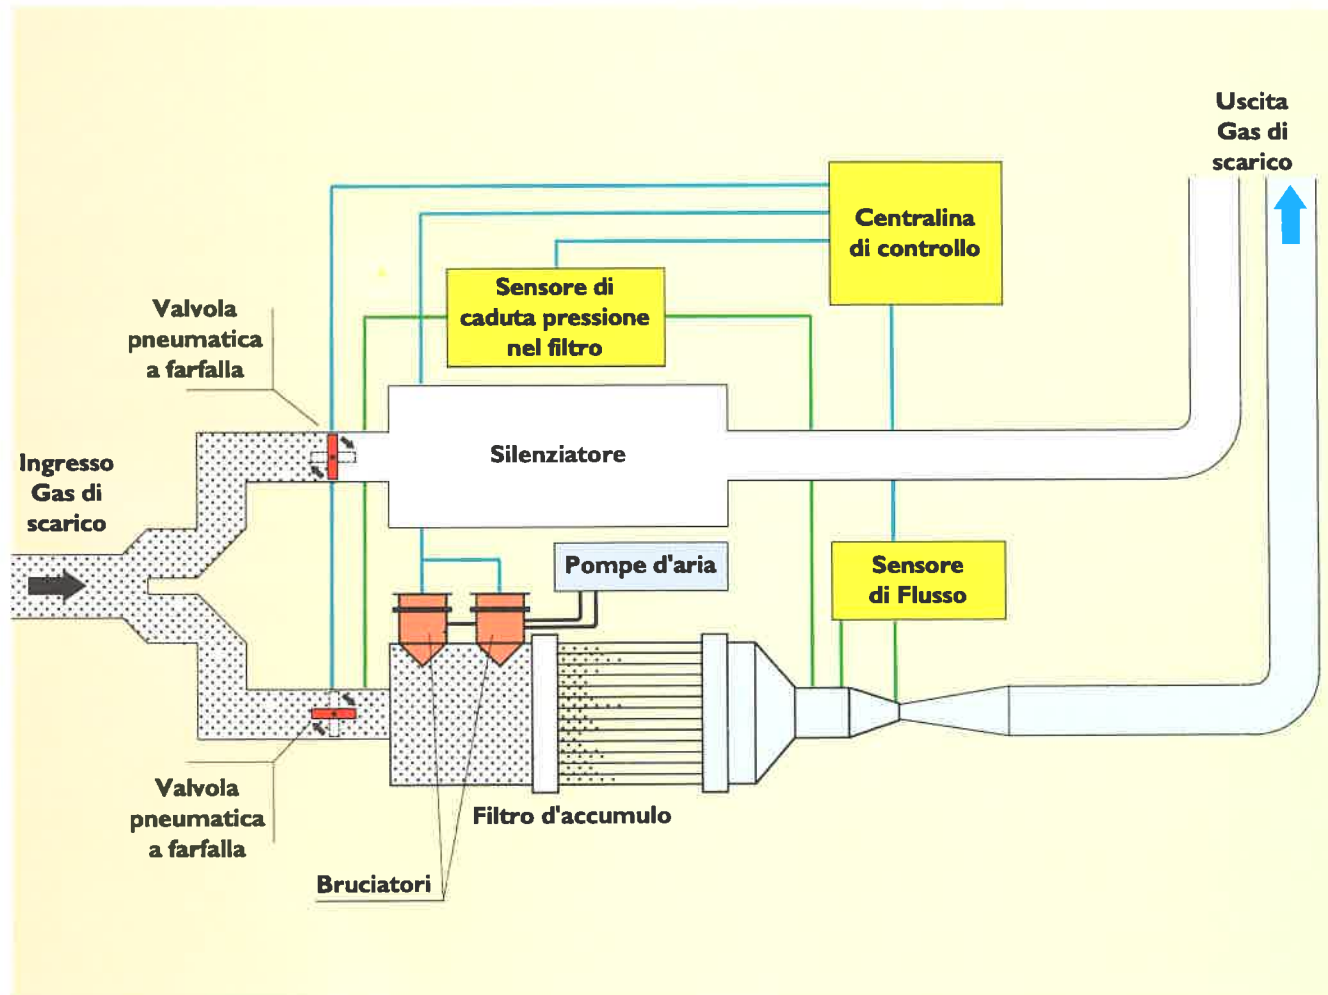 Uscita
Gas di
scarico
Centralina
di controllo
Sensore di
caduta pressione
nel filtro
Valvola
pneumatica
a farfalla
Silenziatore
Ingresso
Gas di
scarico
Pompe d'aria
Sensore
di Flusso
Valvola
pneumatica
a farfalla
Filtro d'accumulo
Bruciatori